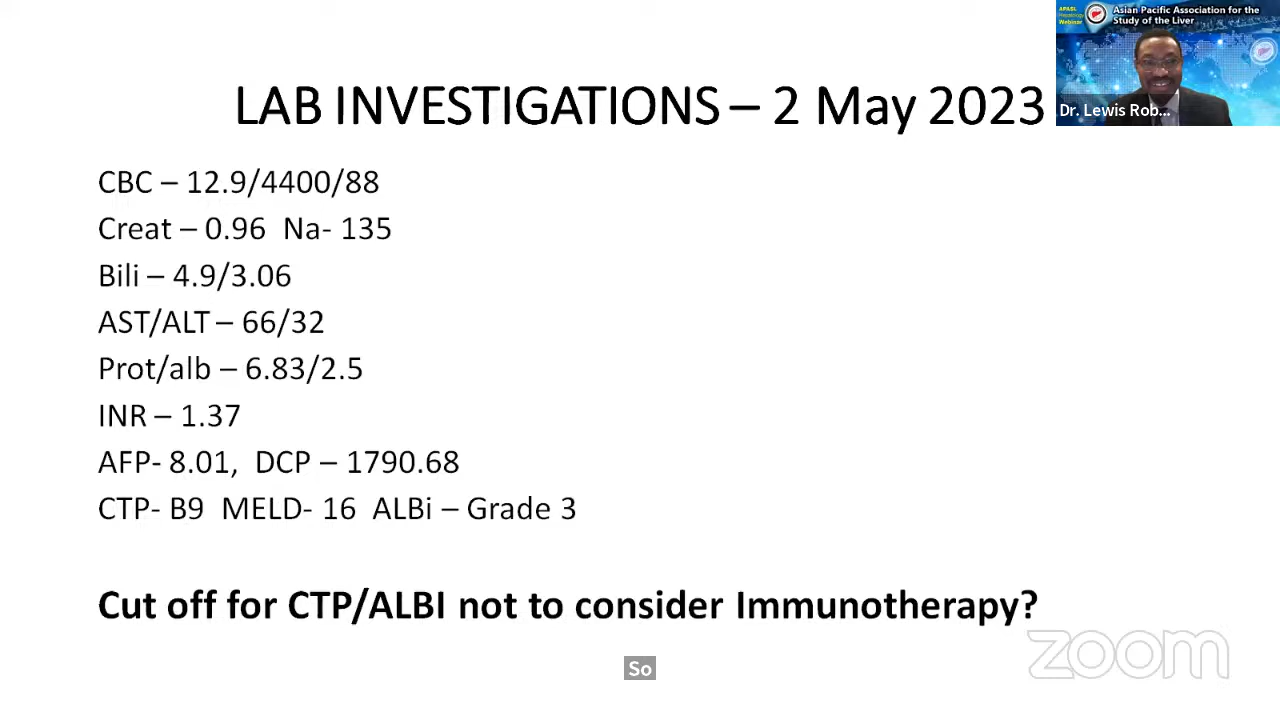 LAB INVESTIGATIONS – 2 May 2023
CBC – 12.9/4400/88
Creat – 0.96 Na- 135
Bili – 4.9/3.06
AST/ALT – 66/32
Prot/alb – 6.83/2.5
INR – 1.37
AFP- 8.01, DCP – 1790.68
CTP- B9 MELD- 16 ALBi – Grade 3
Cut off for CTP/ALBI not to consider Immunotherapy?
APASL
Hepatology
Webinar
Asian Pacific Association for the
Study of the Liver
Dr. Lewis Rob...
So
zoom